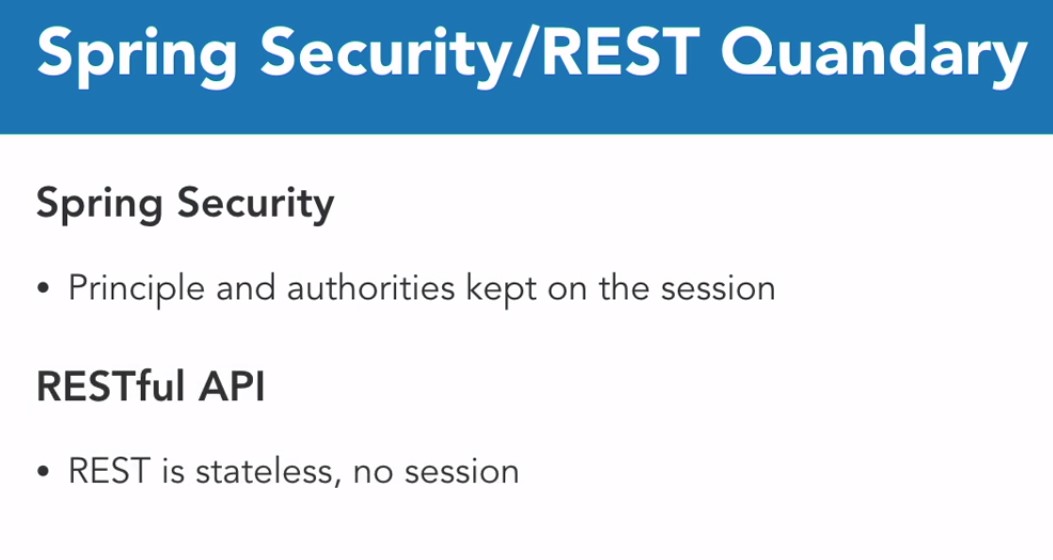 Spring Security/REST Quandary
Spring Security
• Principle and authorities kept on the session
RESTful API
• REST is stateless, no session